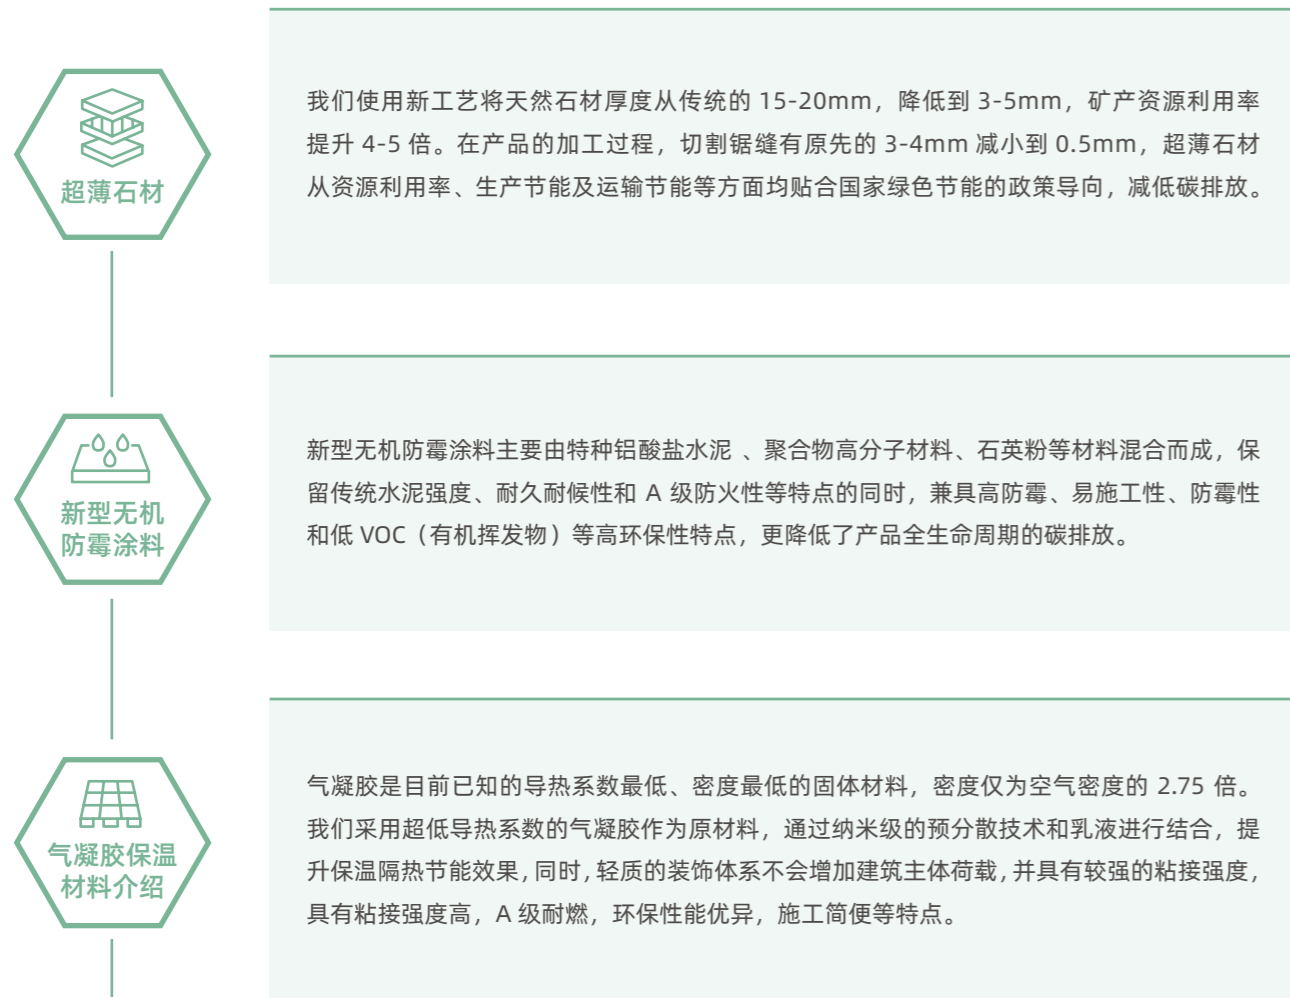 超薄石材
我们使用新工艺将天然石材厚度从传统的 15-20mm，降低到 3-5mm，矿产资源利用率
提升 4-5 倍。在产品的加工过程，切割锯缝有原先的 3-4mm 减小到 0.5mm，超薄石材
从资源利用率、生产节能及运输节能等方面均贴合国家绿色节能的政策导向，减低碳排放。
新型无机
防霉涂料
新型无机防霉涂料主要由特种铝酸盐水泥 、聚合物高分子材料、石英粉等材料混合而成，保
留传统水泥强度、耐久耐候性和 A 级防火性等特点的同时，兼具高防霉、易施工性、防霉性
和低 VOC（有机挥发物）等高环保性特点，更降低了产品全生命周期的碳排放。
气凝胶保温
材料介绍
气凝胶是目前已知的导热系数最低、密度最低的固体材料，密度仅为空气密度的 2.75 倍。
我们采用超低导热系数的气凝胶作为原材料，通过纳米级的预分散技术和乳液进行结合，提
升保温隔热节能效果，同时，轻质的装饰体系不会增加建筑主体荷载，并具有较强的粘接强度，
具有粘接强度高，A 级耐燃，环保性能优异，施工简便等特点。